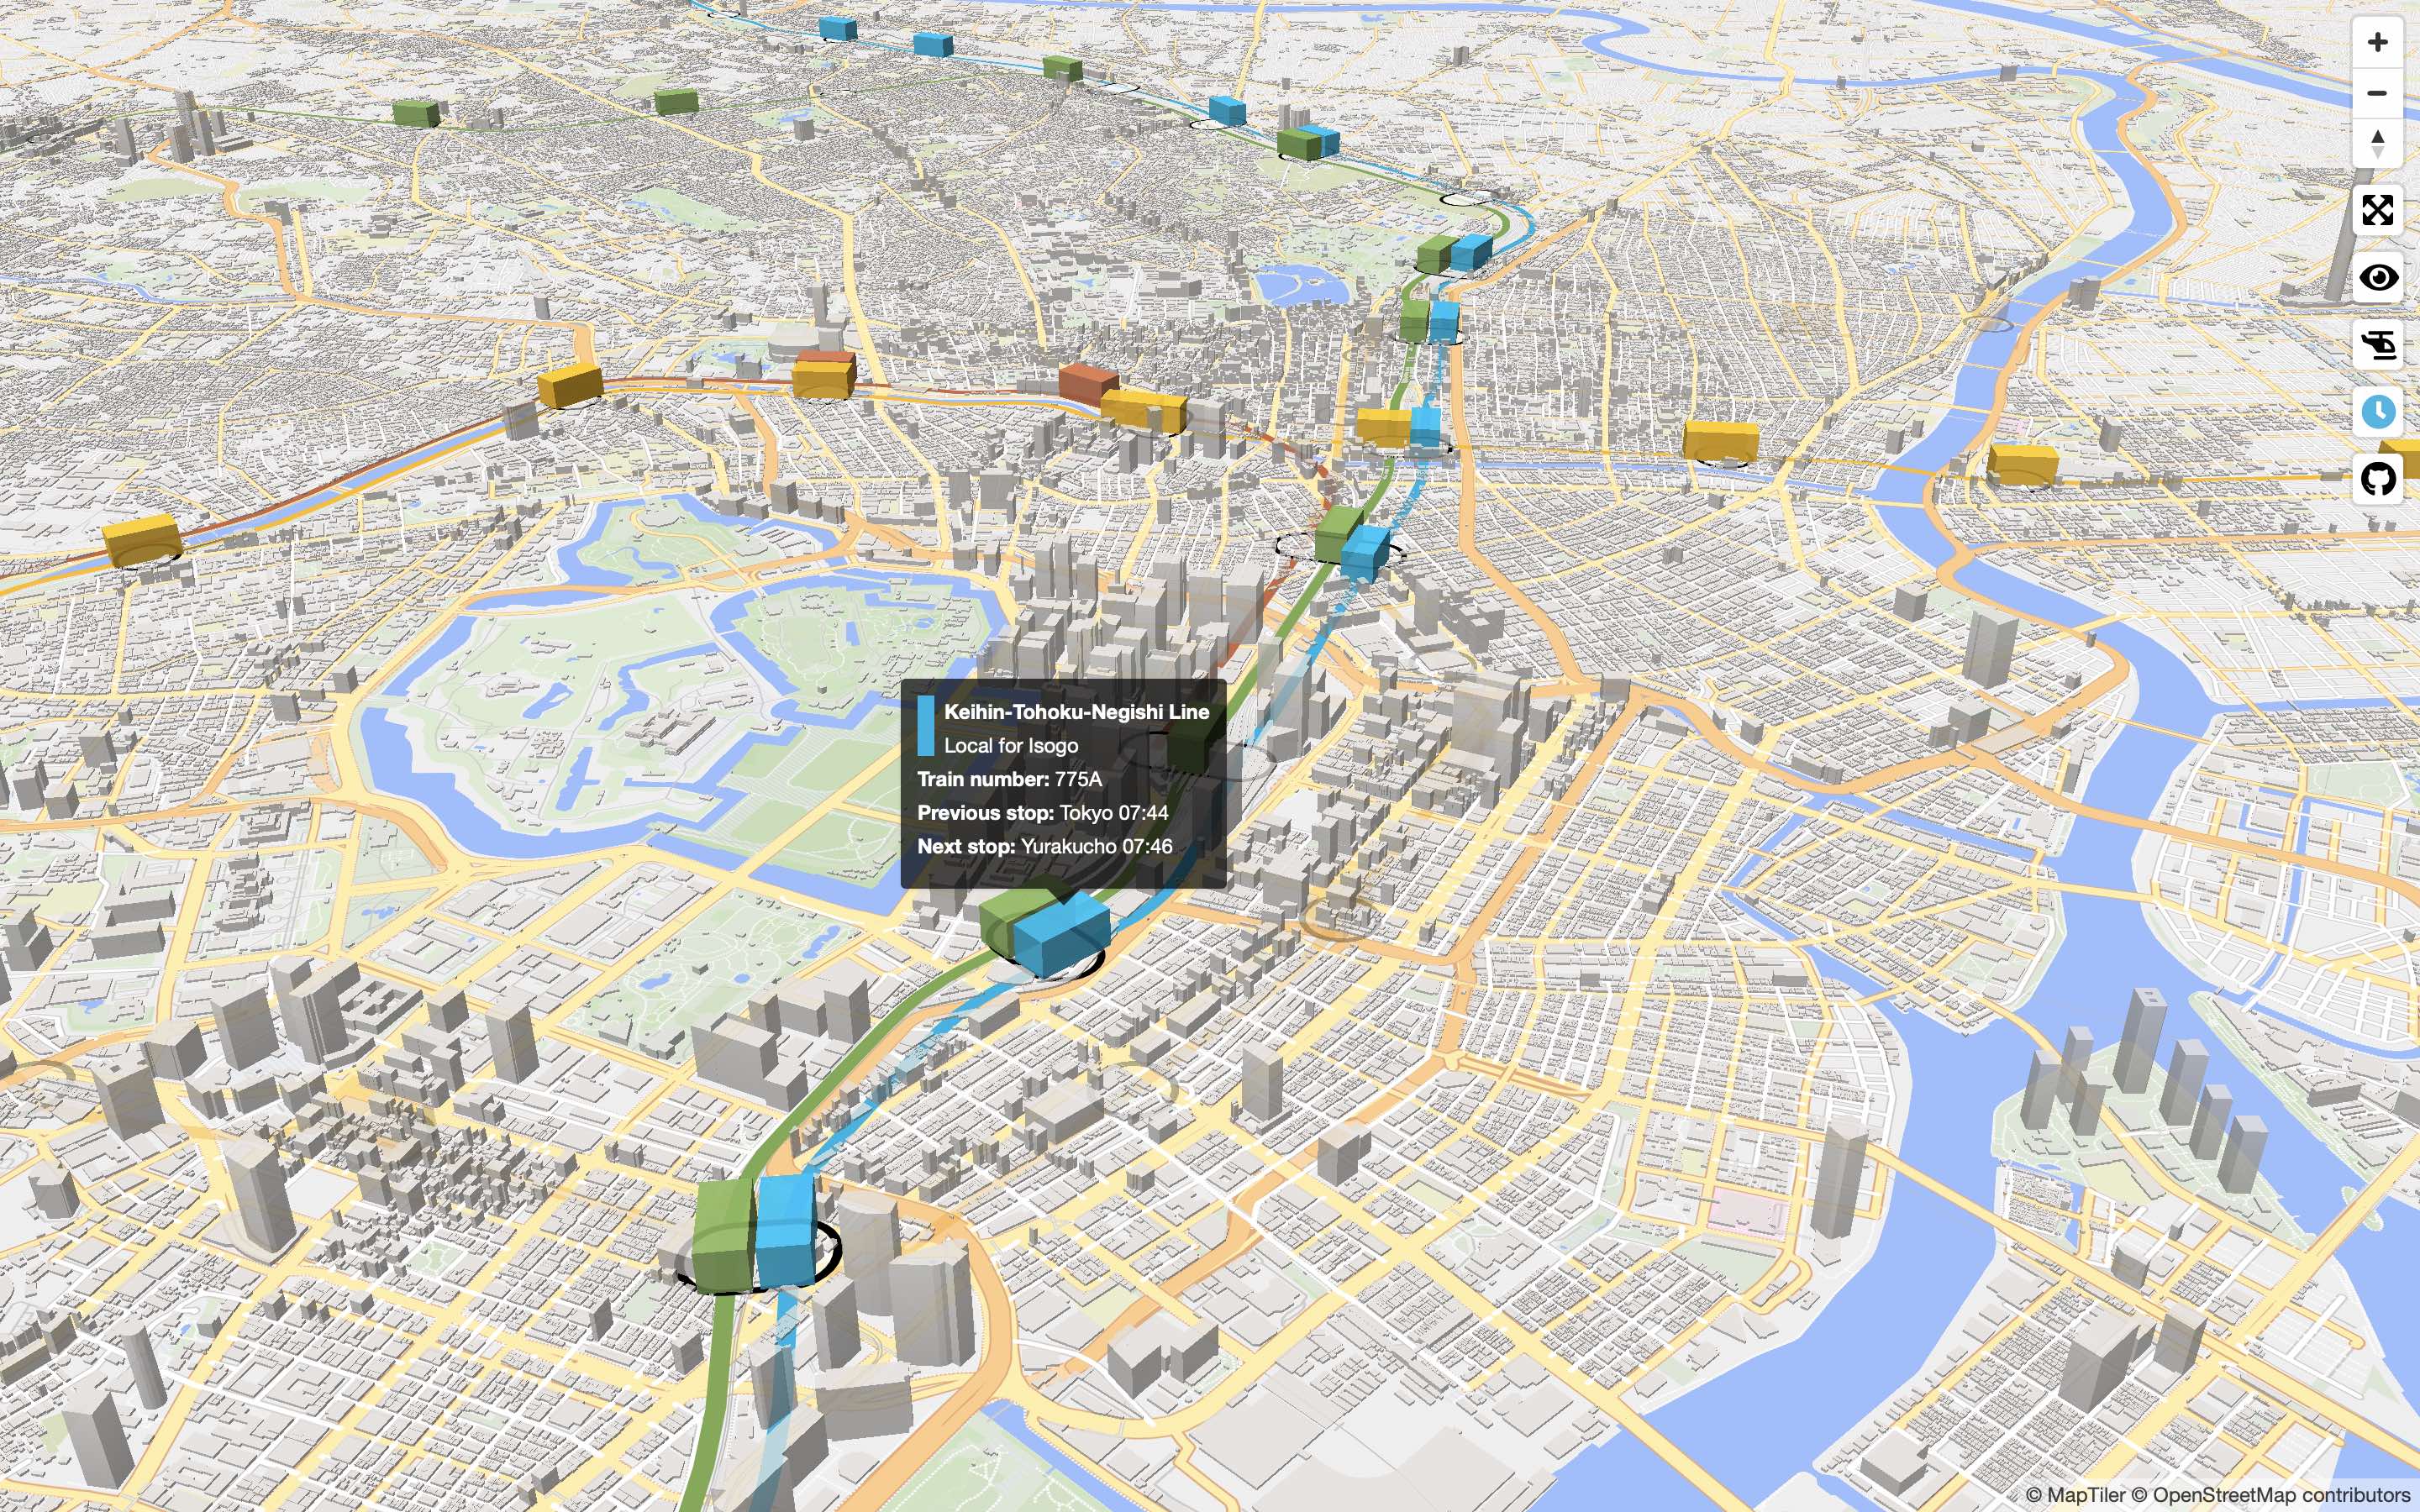 Keihin-Tohoku-Negishi Line
Local for Isogo
Train number: 775A
Previous stop: Tokyo 07:44
Next stop: Yurakucho 07:46
© MapTiler © OpenStreetMap contributors